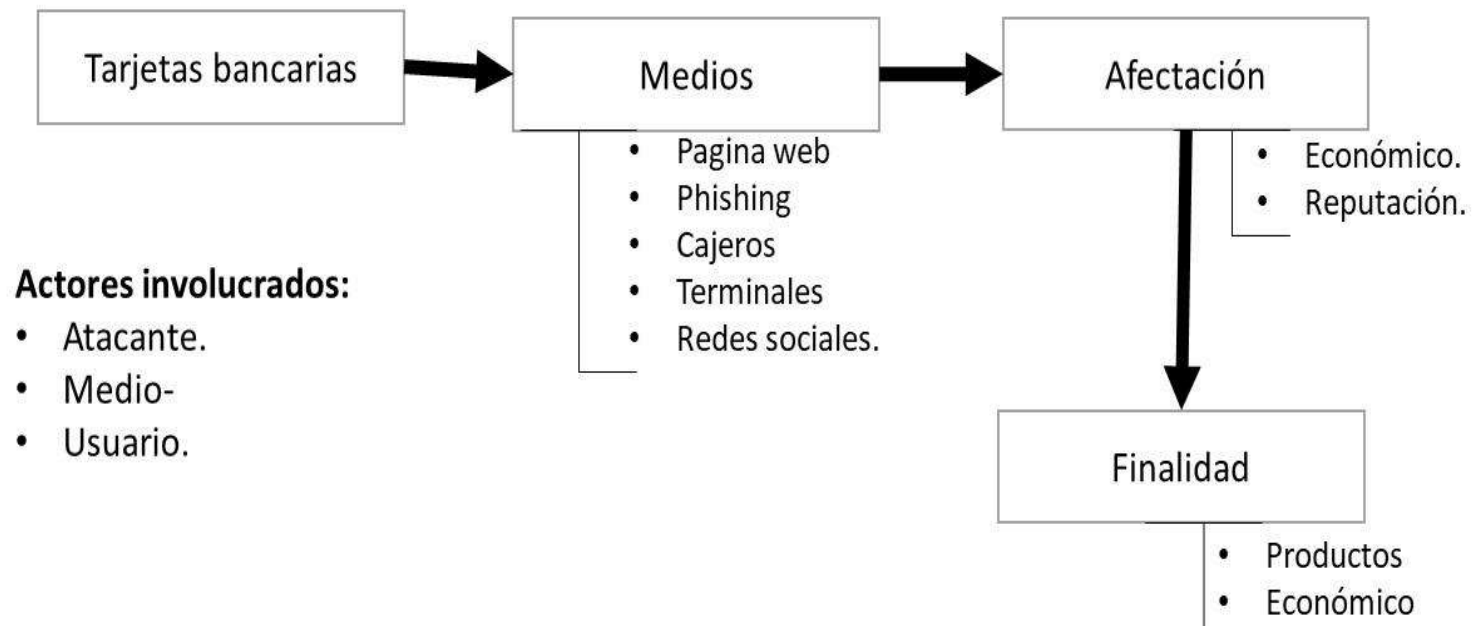 Tarjetas bancarias
Medios
• Pagina web
• Phishing
• Cajeros
• Terminales
• Redes sociales.
Afectación
• Económico.
• Reputación.
Actores involucrados:
• Atacante.
• Medio-
• Usuario.
Finalidad
• Productos
• Económico